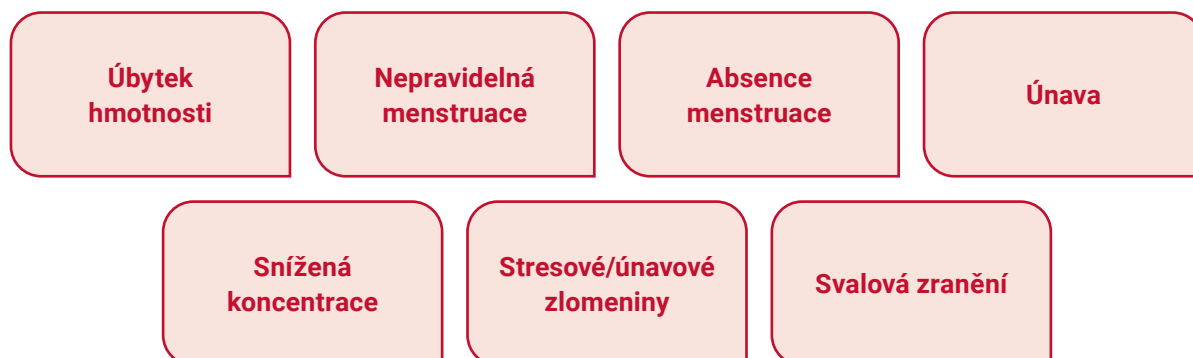 Úbytek
hmotnosti
Nepravidelná
menstruace
Absence
menstruace
Únava
Snížená
koncentrace
Stresové/únavové
zlomeniny
Svalová zranění